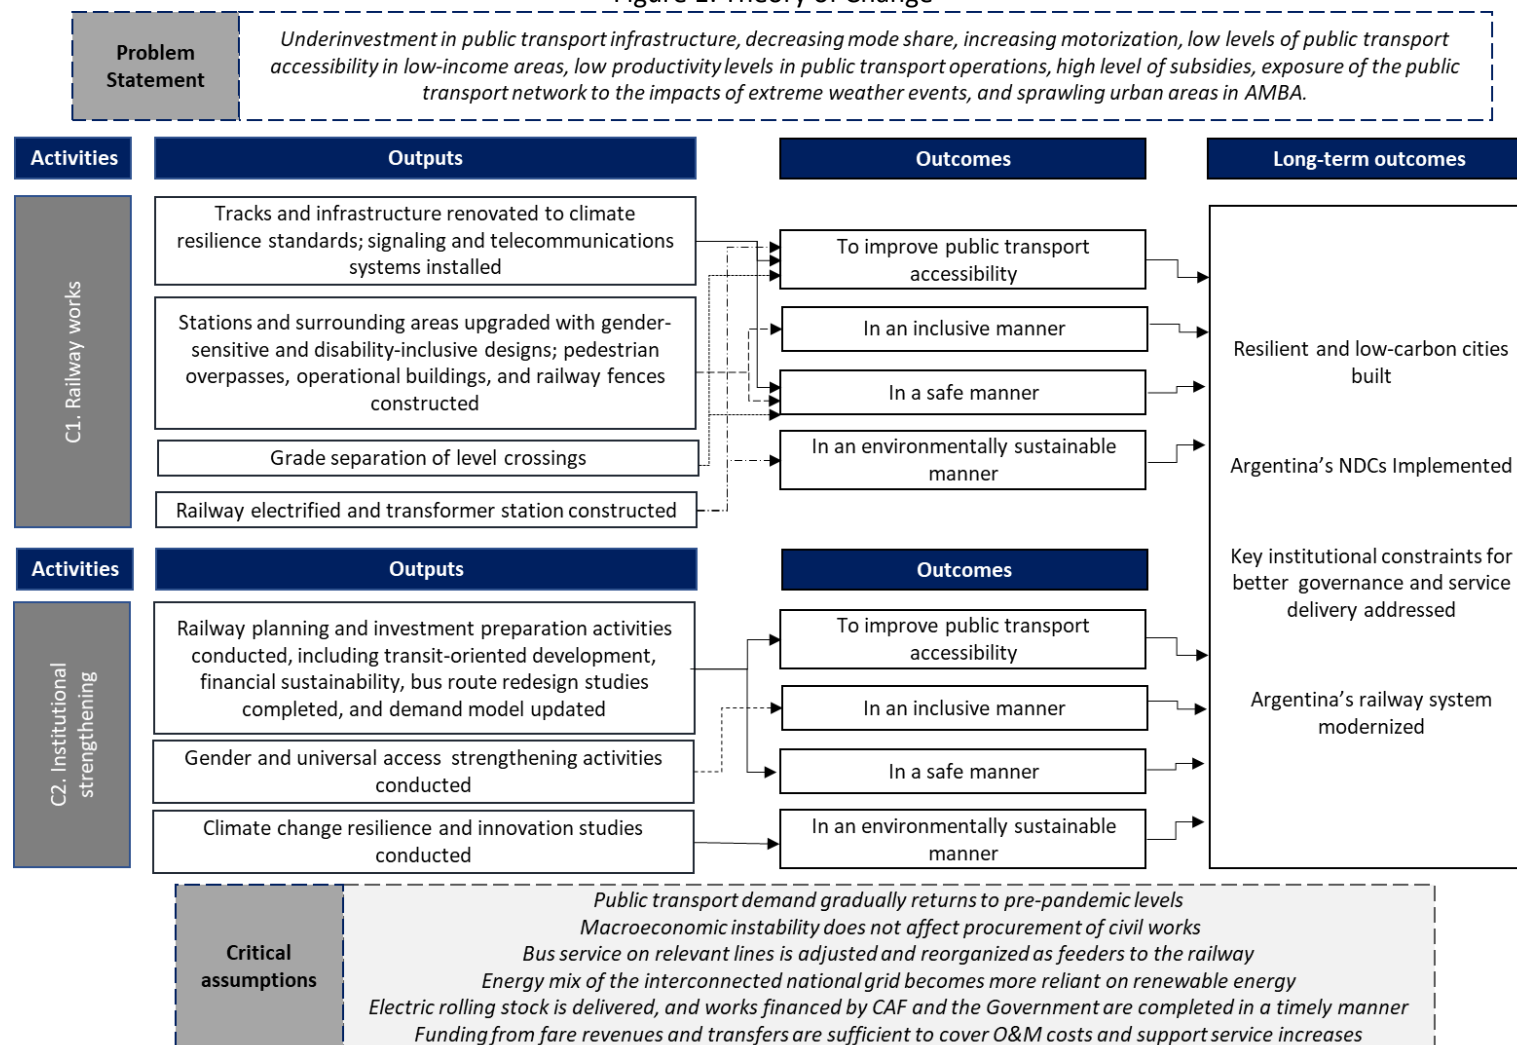 Figure 1: Theory of Change
Problem
Statement
Underinvestment in public transport infrastructure, decreasing mode share, increasing motorization, low levels of public transport
accessibility in low-income areas, low productivity levels in public transport operations, high level of subsidies, exposure of the public
transport network to the impacts of extreme weather events, and sprawling urban areas in AMBA.
Activities
Outputs
Outcomes
Long-term outcomes
C1. Railway works
Tracks and infrastructure renovated to climate
resilience standards; signaling and telecommunications
systems installed
Stations and surrounding areas upgraded with gender-
sensitive and disability-inclusive designs; pedestrian
overpasses, operational buildings, and railway fences
constructed
Grade separation of level crossings
Railway electrified and transformer station constructed
To improve public transport
accessibility
In an inclusive manner
In a safe manner
In an environmentally sustainable
manner
Resilient and low-carbon cities
built
Argentina's NDCs Implemented
Key institutional constraints for
better governance and service
delivery addressed
Argentina's railway system
modernized
Activities
Outputs
Outcomes
C2. Institutional
strengthening
Railway planning and investment preparation activities
conducted, including transit-oriented development,
financial sustainability, bus route redesign studies
completed, and demand model updated
Gender and universal access strengthening activities
conducted
Climate change resilience and innovation studies
conducted
To improve public transport
accessibility
In an inclusive manner
In a safe manner
In an environmentally sustainable
manner
Critical
assumptions
Public transport demand gradually returns to pre-pandemic levels
Macroeconomic instability does not affect procurement of civil works
Bus service on relevant lines is adjusted and reorganized as feeders to the railway
Energy mix of the interconnected national grid becomes more reliant on renewable energy
Electric rolling stock is delivered, and works financed by CAF and the Government are completed in a timely manner
Funding from fare revenues and transfers are sufficient to cover O&M costs and support service increases